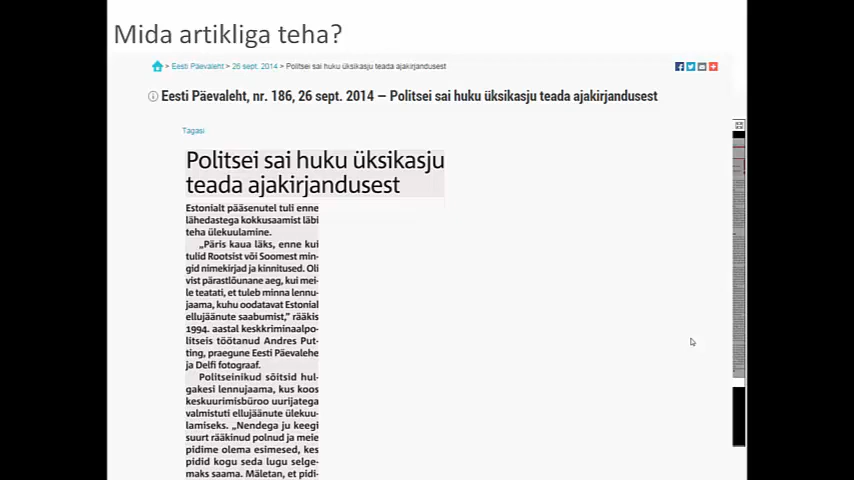 Mida artikliga teha?
> Eesti Päevaleht > 26 sept. 2014 > Politsei sai huku üksikasju teada ajakirjandusest
Eesti Päevaleht, nr. 186, 26 sept. 2014 — Politsei sai huku üksikasju teada ajakirjandusest
Tagasi
Politsei sai huku üksikasju
teada ajakirjandusest
Estonialt pääsenutel tuli enne
lähedastega kokkusaamist läbi
teha ülekuulamine.
„Päris kaua läks, enne kui
tulid Rootsist või Soomest min-
gid nimekirjad ja kinnitused. Oli
vist pärastlõunane aeg, kui mei-
le teatati, et tuleb minna lennu-
jaama, kuhu oodatavat Estonial
ellujäänute saabumist,” rääkis
1994. aastal keskkriminaalpo-
litseis töötanud Andres Put-
ting, praegune Eesti Päevalehe
ja Delfi fotograaf.
Politseinikud sõitsid hul-
gakesi lennujaama, kus koos
keskuurimisbüroo uurijatega
valmistuti ellujäänute üleku-
lamiseks. „Nendega ju keegi
suurt rääkinud polnud ja meie
pidime olema esimesed, kes
pidid kogu seda lugu selge-
maks saama. Mäletan, et pidi-